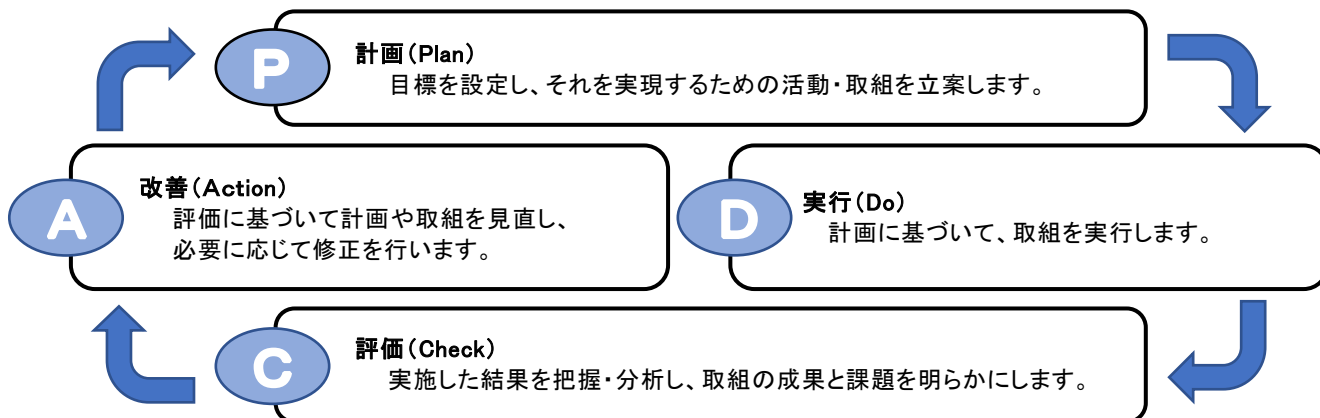 P
計画(Plan)
目標を設定し、それを実現するための活動・取組を立案します。
A
改善(Action)
評価に基づいて計画や取組を見直し、
必要に応じて修正を行います。
D
実行(Do)
計画に基づいて、取組を実行します。
C
評価(Check)
実施した結果を把握・分析し、取組の成果と課題を明らかにします。